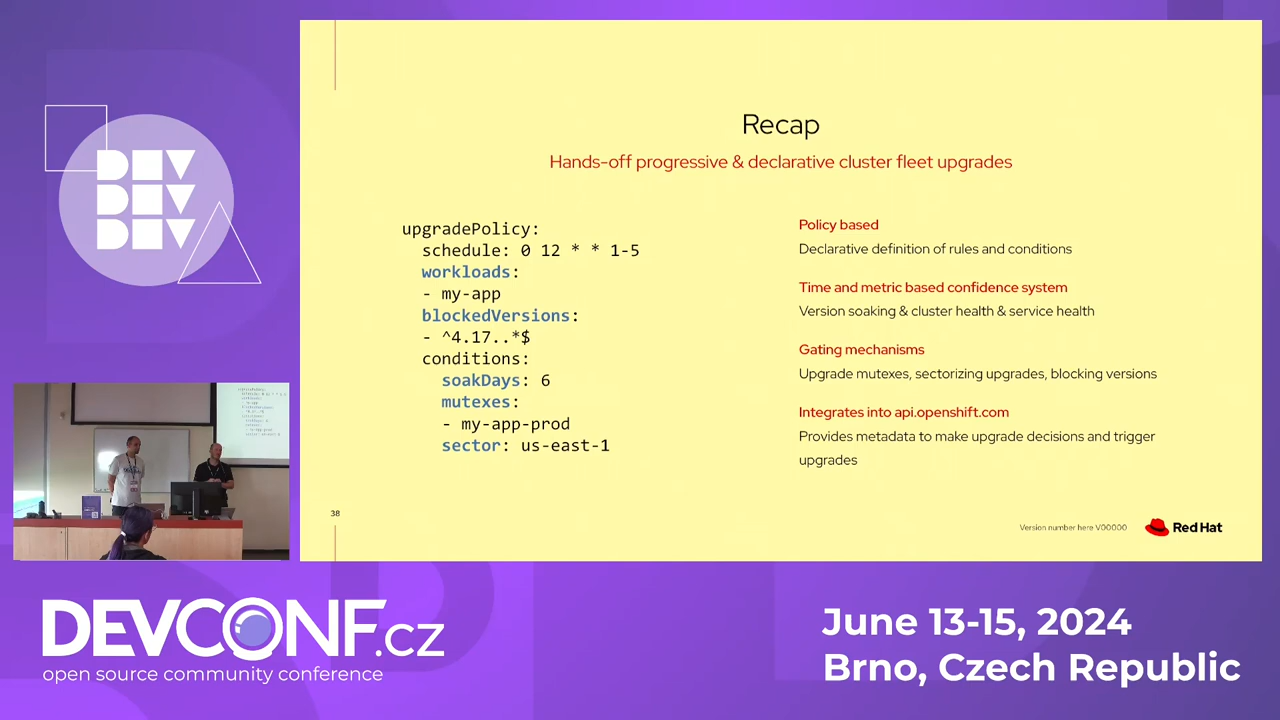 DEV
DEV
DEV
Recap
Hands-off progressive & declarative cluster fleet upgrades
upgradePolicy:
schedule: 0 12 * * 1-5
workloads:
- my-app
blockedVersions:
- ^4.17..*$
conditions:
soakDays: 6
mutexes:
- my-app-prod
sector: us-east-1
Policy based
Declarative definition of rules and conditions
Time and metric based confidence system
Version soaking & cluster health & service health
Gating mechanisms
Upgrade mutexes, sectorizing upgrades, blocking versions
Integrates into api.openshift.com
Provides metadata to make upgrade decisions and trigger
upgrades
38
Version number here V00000
Red Hat
DEVCONF.cz
open source community conference
June 13-15, 2024
Brno, Czech Republic